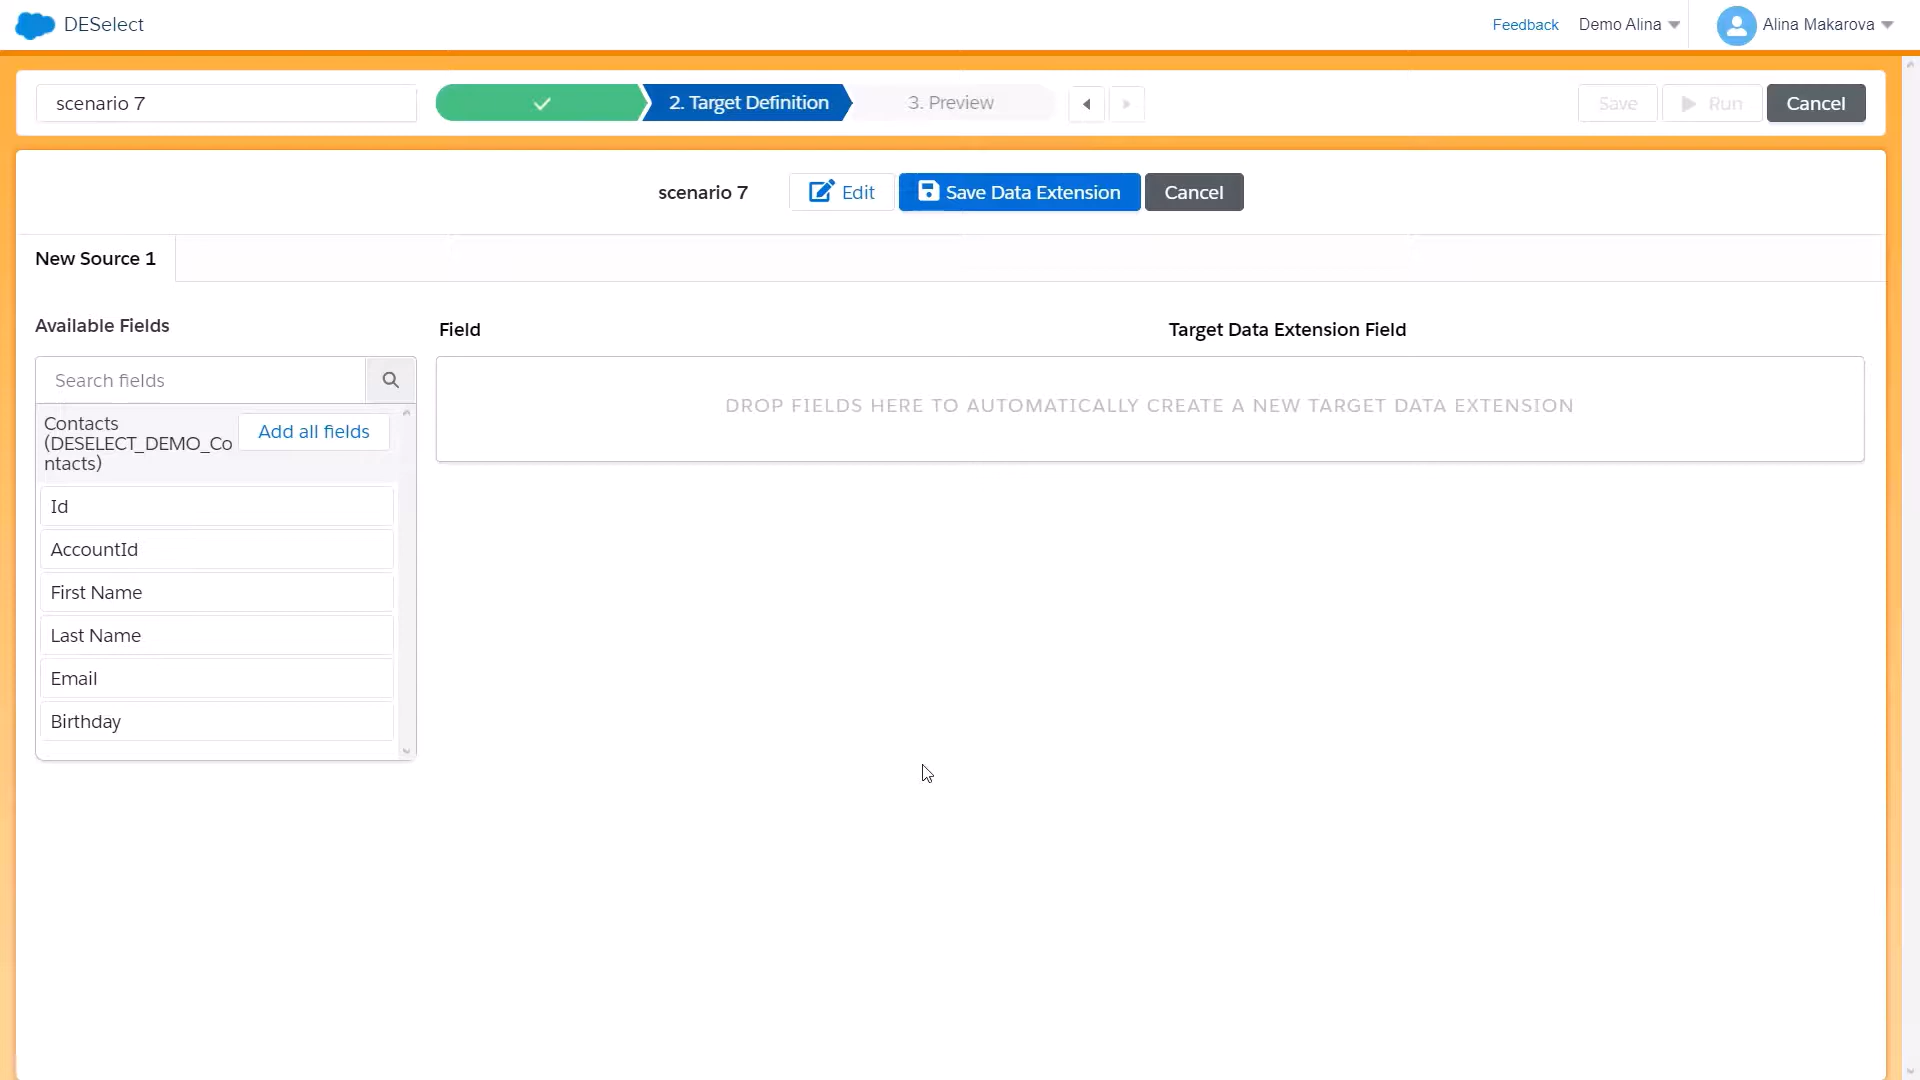 DESelect
Feedback
Demo Alina
Alina Makarova
scenario 7
2. Target Definition
3. Preview
Save
Run
Cancel
scenario 7
Edit
Save Data Extension
Cancel
New Source 1
Available Fields
Field
Target Data Extension Field
Search fields
DROP FIELDS HERE TO AUTOMATICALLY CREATE A NEW TARGET DATA EXTENSION
Contacts
(DESELECT_DEMO_Co
ntacts)
Add all fields
Id
AccountId
First Name
Last Name
Email
Birthday